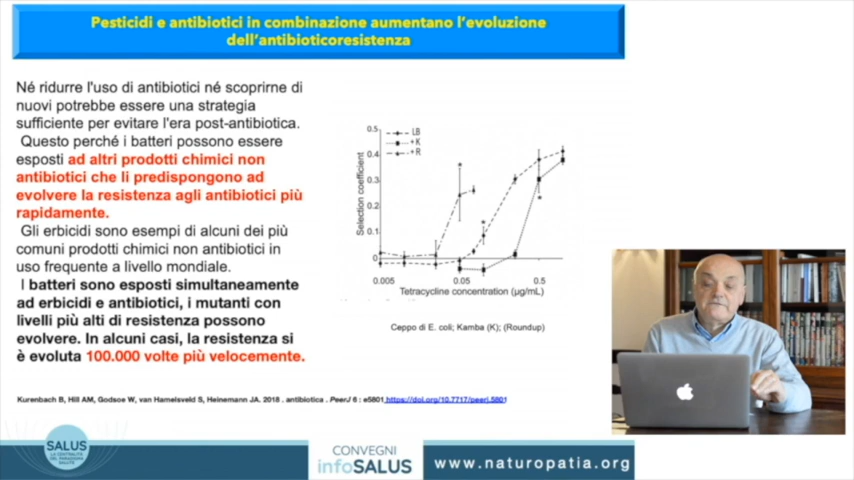 Pesticidi e antibiotici in combinazione aumentano l'evoluzione
dell'antibioticoresistenza
Né ridurre l'uso di antibiotici né scoprirne di
nuovi potrebbe essere una strategia
sufficiente per evitare l'era post-antibiotica.
Questo perché i batteri possono essere
esposti ad altri prodotti chimici non
antibiotici che li predispongono ad
evolvere la resistenza agli antibiotici più
rapidamente.
Gli erbicidi sono esempi di alcuni dei più
comuni prodotti chimici non antibiotici in
uso frequente a livello mondiale.
I batteri sono esposti simultaneamente
ad erbicidi e antibiotici, i mutanti con
livelli più alti di resistenza possono
evolvere. In alcuni casi, la resistenza si
è evoluta 100.000 volte più velocemente.
Selection coefficient
0.5
0.4
0.3
0.2
0.1
0
LB
+K
+R
0.005
0.05
0.5
Tetracycline concentration (µg/mL)
Ceppo di E. coli; Kamba (K); (Roundup)
Kurenbach B, Hill AM, Godsoe W, van Hamelsveld S, Heinemann JA. 2018 . antibiotica . PeerJ 6 : e5801 https://doi.org/10.7717/peerj.5801
SALUS
LA CENTRALITÀ
DEL PARADIGMA
SALUTE
CONVEGNI
infoSALUS
www.naturopatia.org